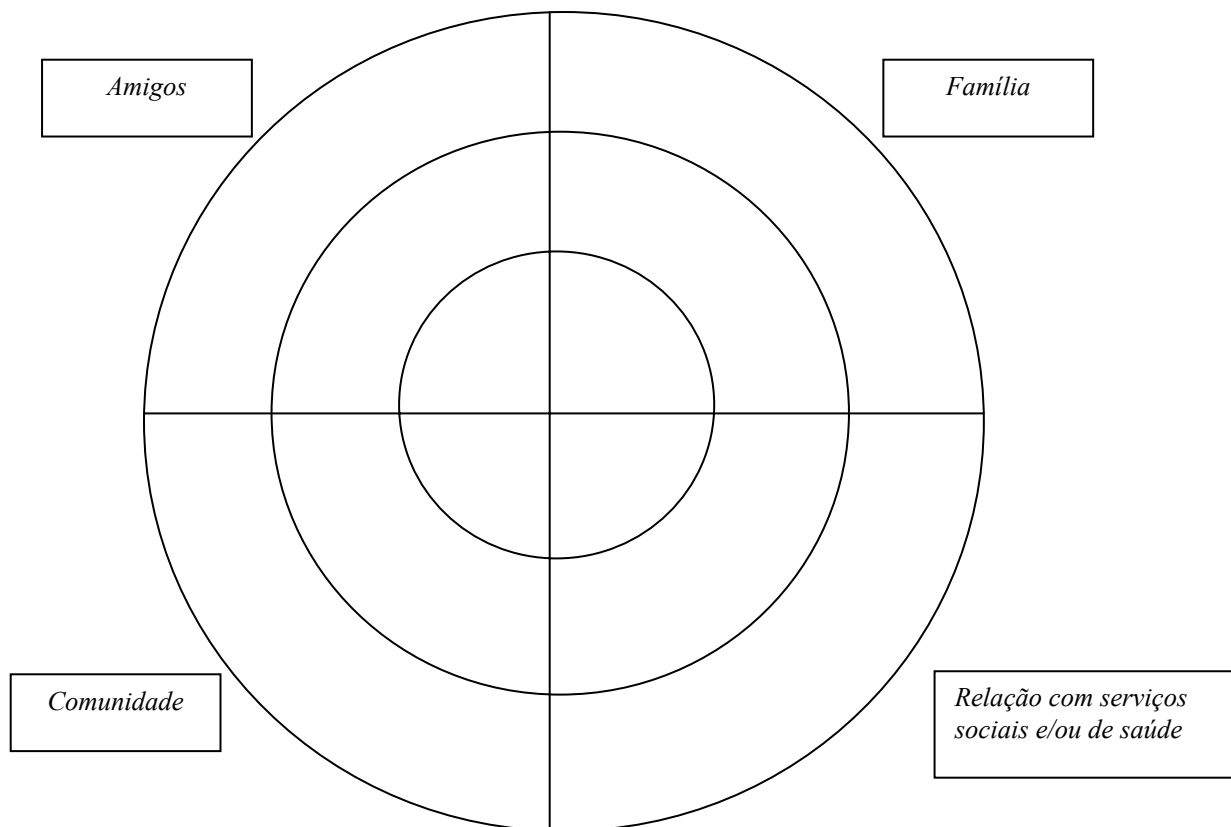 Amigos
Família
Comunidade
Relação com serviços
sociais e/ou de saúde